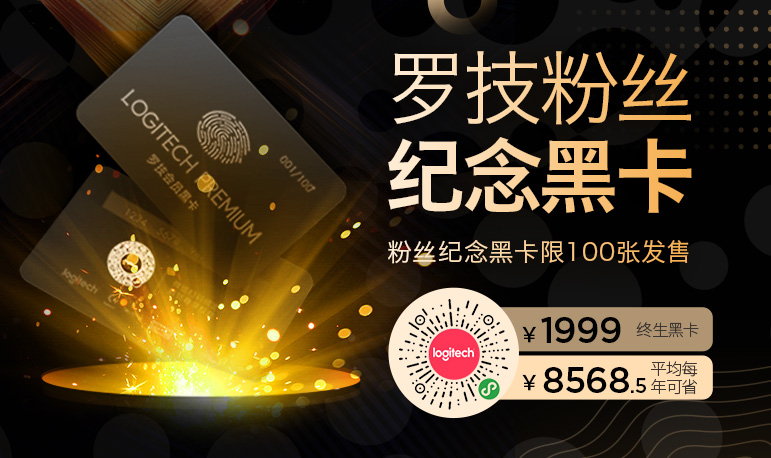 罗技粉丝
纪念黑卡
粉丝纪念黑卡限100张发售
¥1999 终生黑卡
¥8568.5 平均每
年可省
logitech
LOGITECH PREMIUM
罗技会员黑卡
001/100
logitech